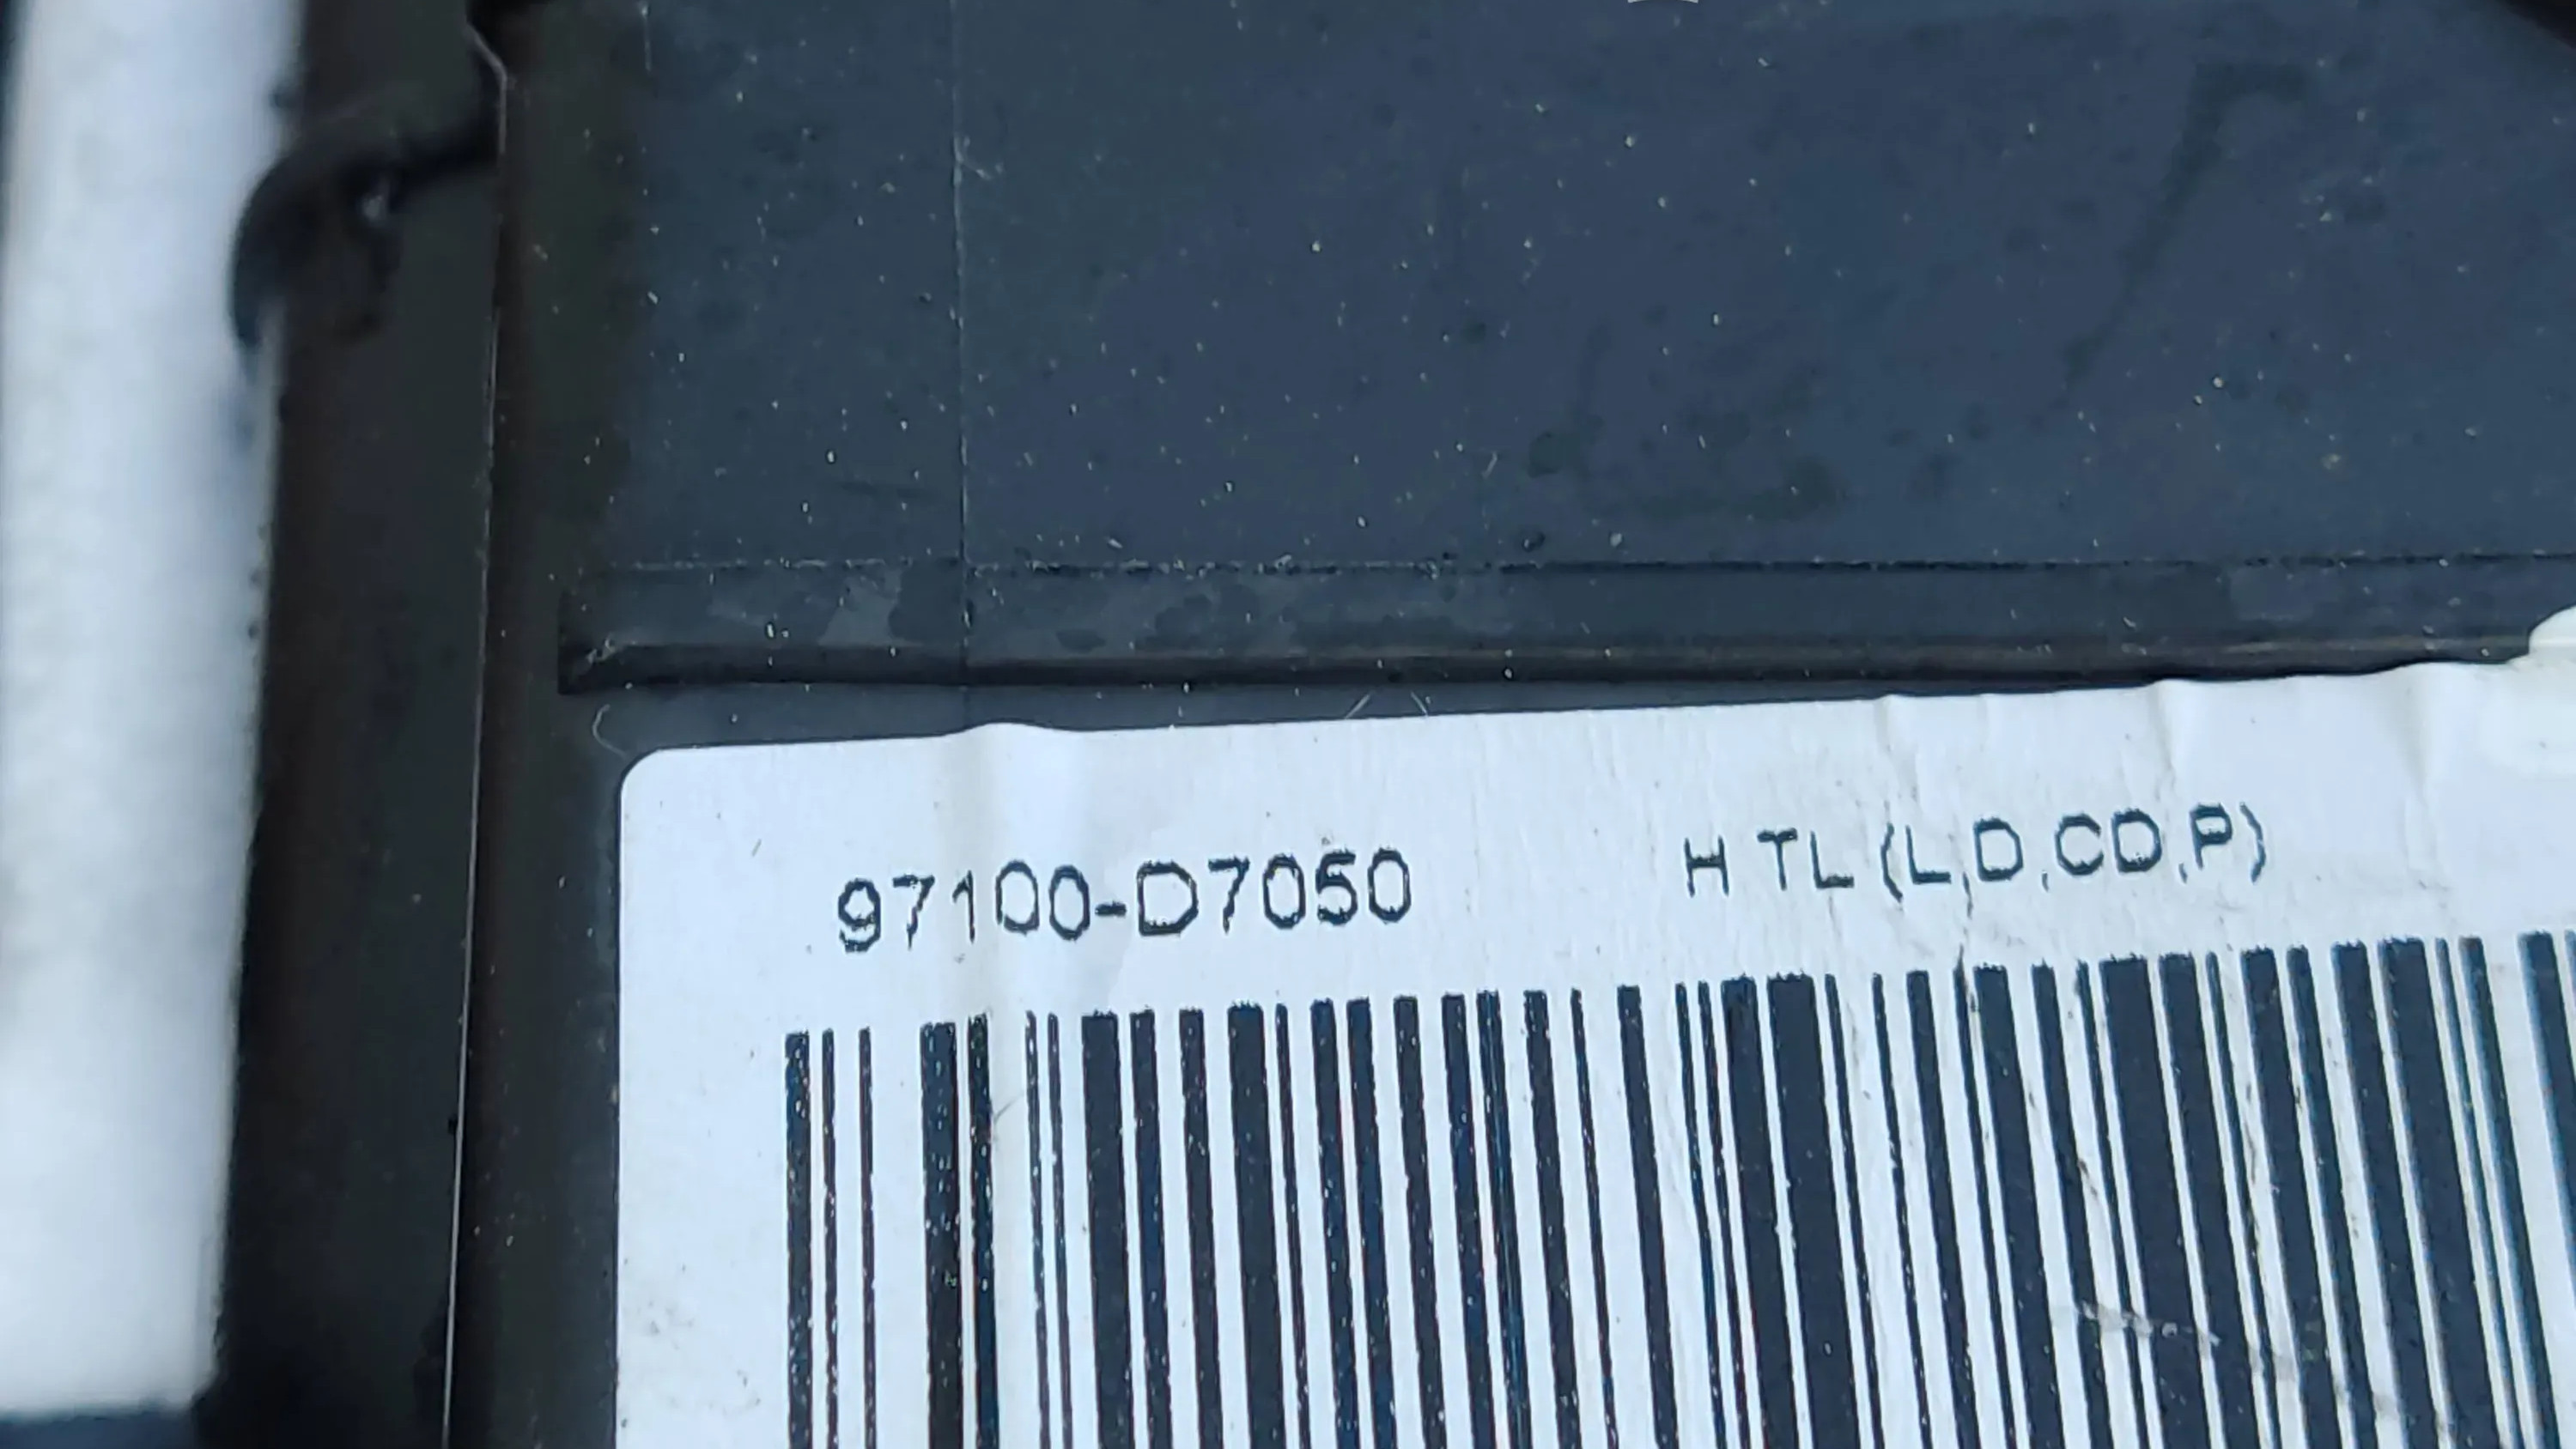 97100-D7050 H TL (L,D,CD,P)